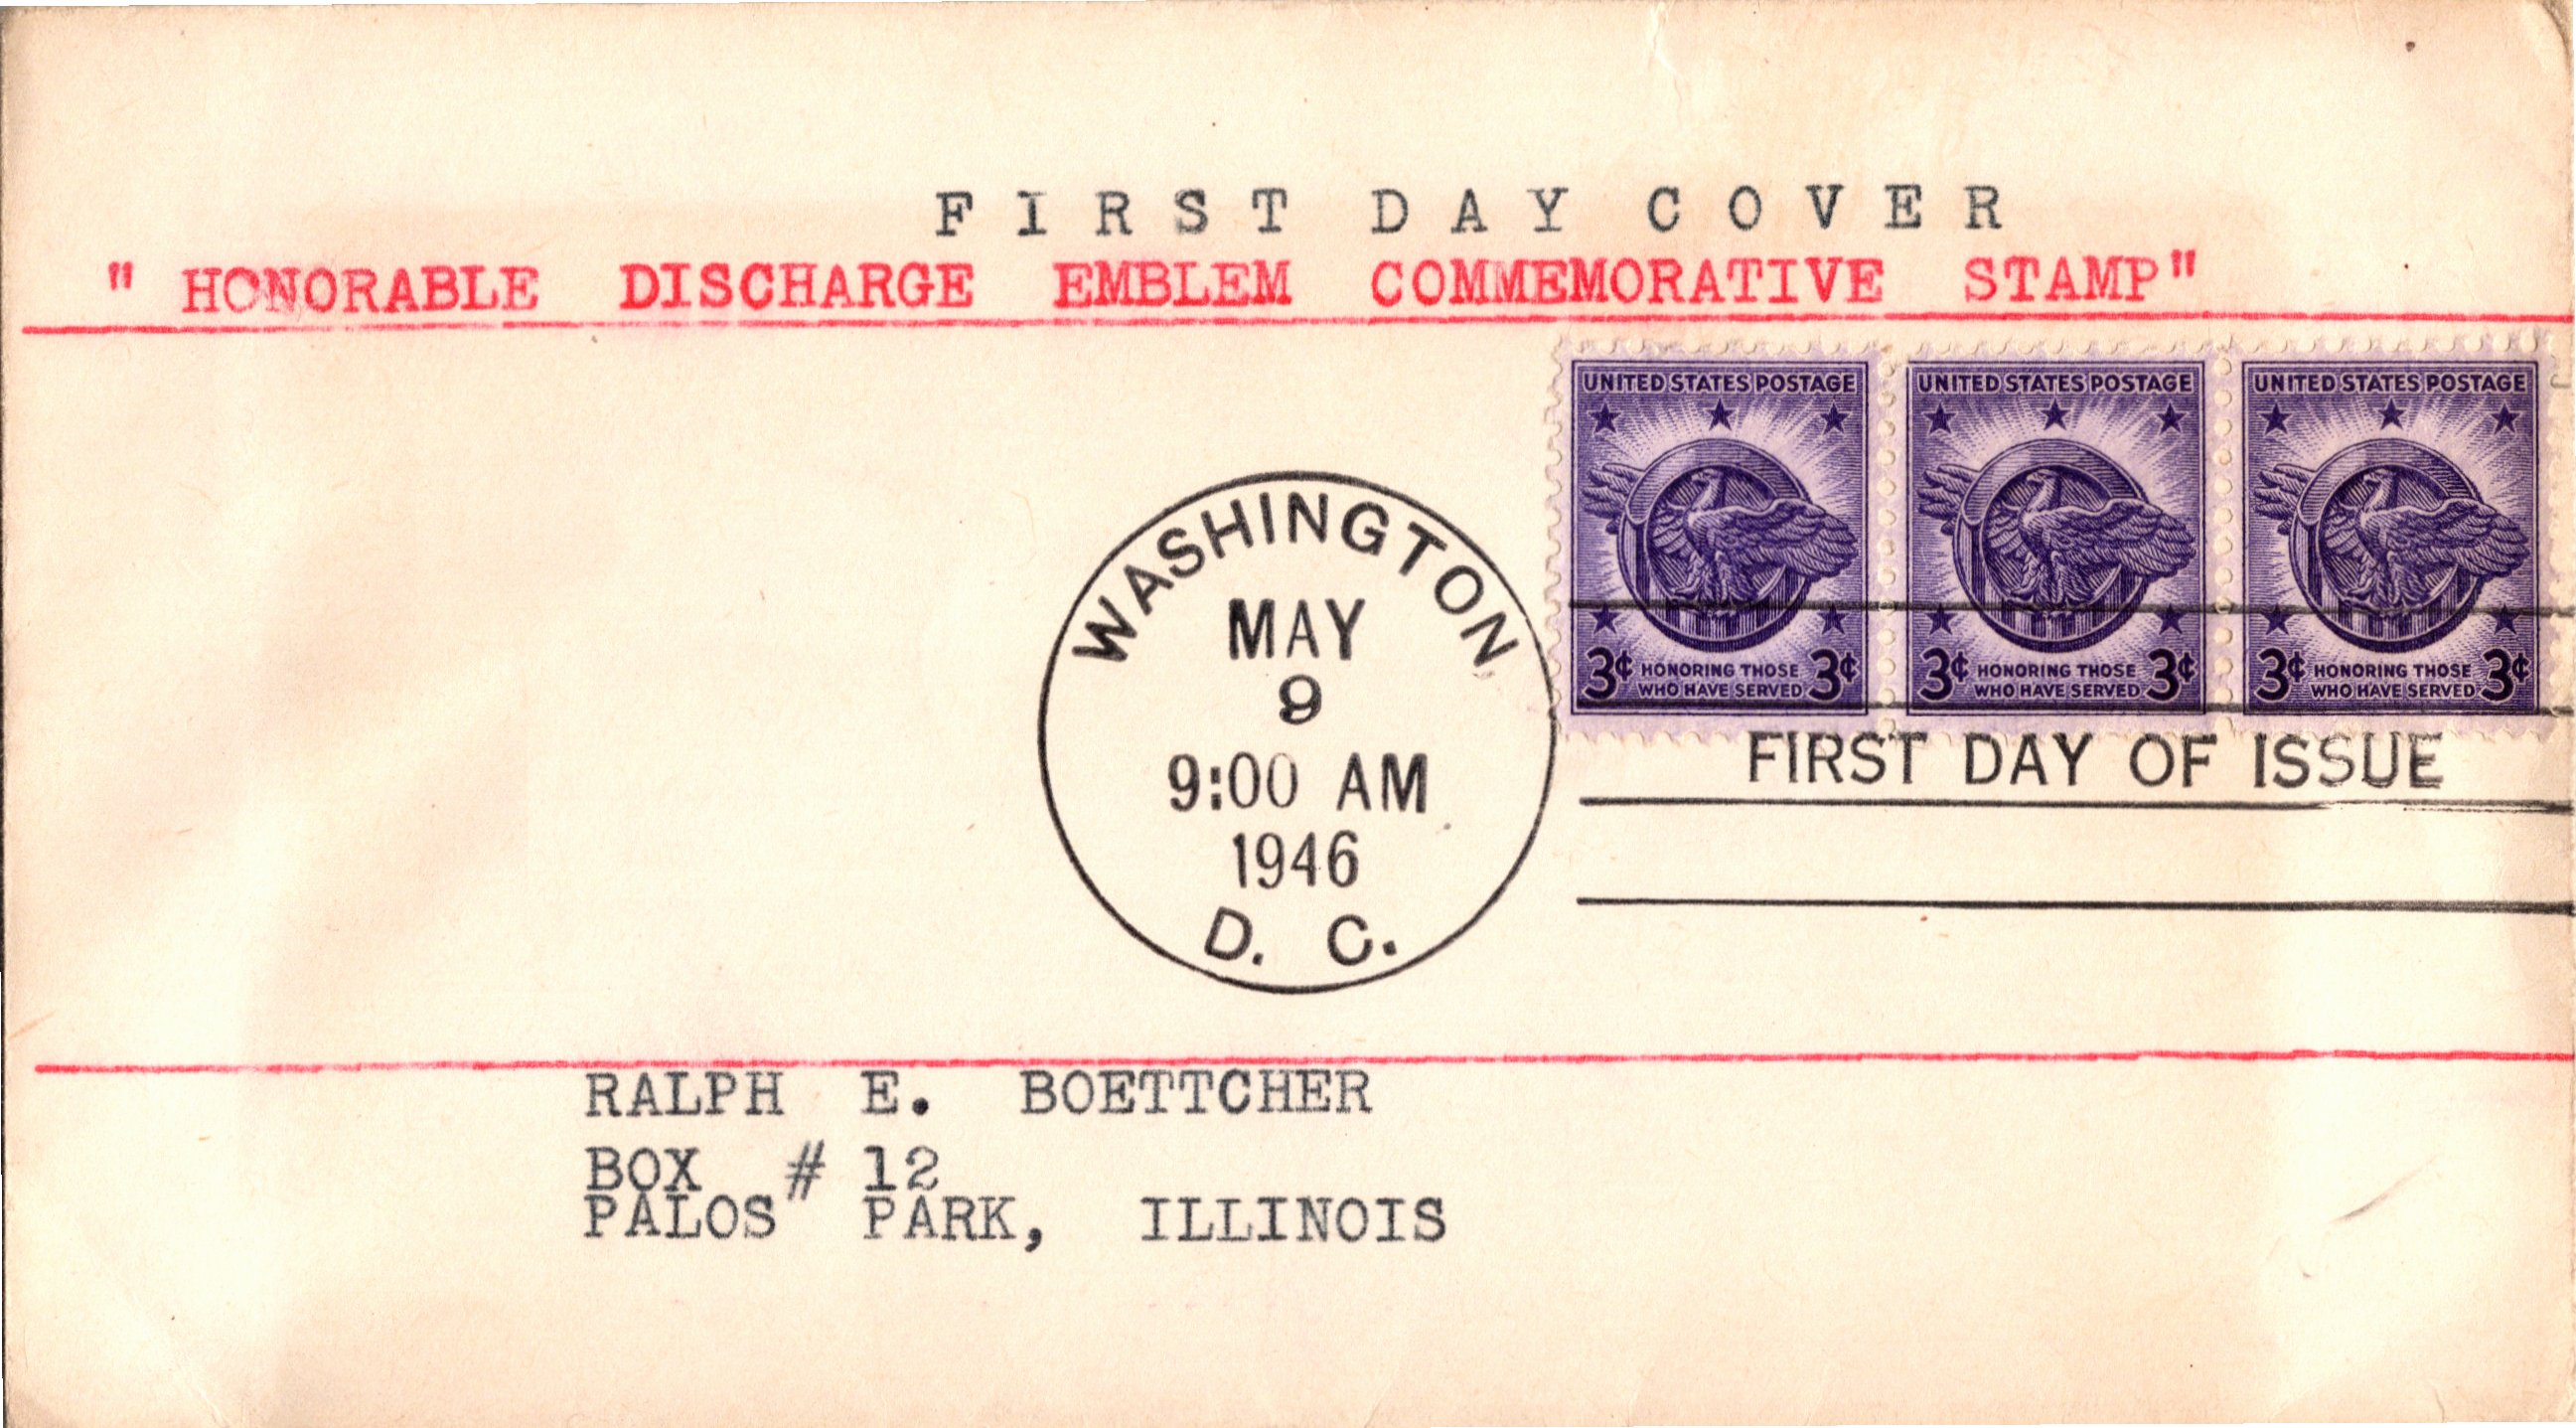 FIRST DAY COVER
" HONORABLE DISCHARGE EMBLEM COMMEMORATIVE STAMP"
UNITED STATES POSTAGE
3¢ HONORING THOSE WHO HAVE SERVED 3¢
UNITED STATES POSTAGE
3¢ HONORING THOSE WHO HAVE SERVED 3¢
UNITED STATES POSTAGE
3¢ HONORING THOSE WHO HAVE SERVED 3¢
WASHINGTON
MAY
9
9:00 AM
1946
D. C.
FIRST DAY OF ISSUE
RALPH E. BOETTCHER
BOX # 12
PALOS PARK, ILLINOIS